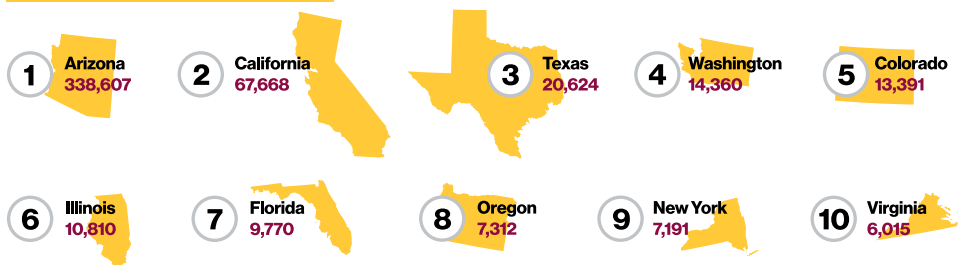 1 Arizona
338,607
2 California
67,668
3 Texas
20,624
4 Washington
14,360
5 Colorado
13,391
6 Illinois
10,810
7 Florida
9,770
8 Oregon
7,312
9 New York
7,191
10 Virginia
6,015